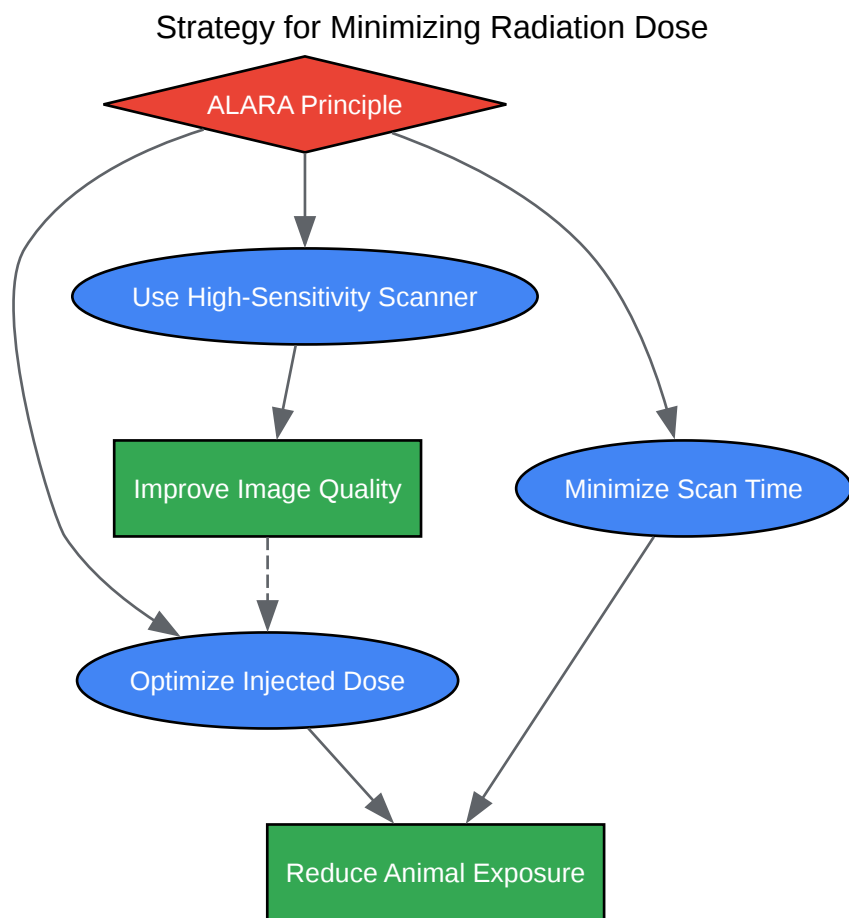 Strategy for Minimizing Radiation Dose
ALARA Principle
Use High-Sensitivity Scanner
Improve Image Quality
Minimize Scan Time
Optimize Injected Dose
Reduce Animal Exposure